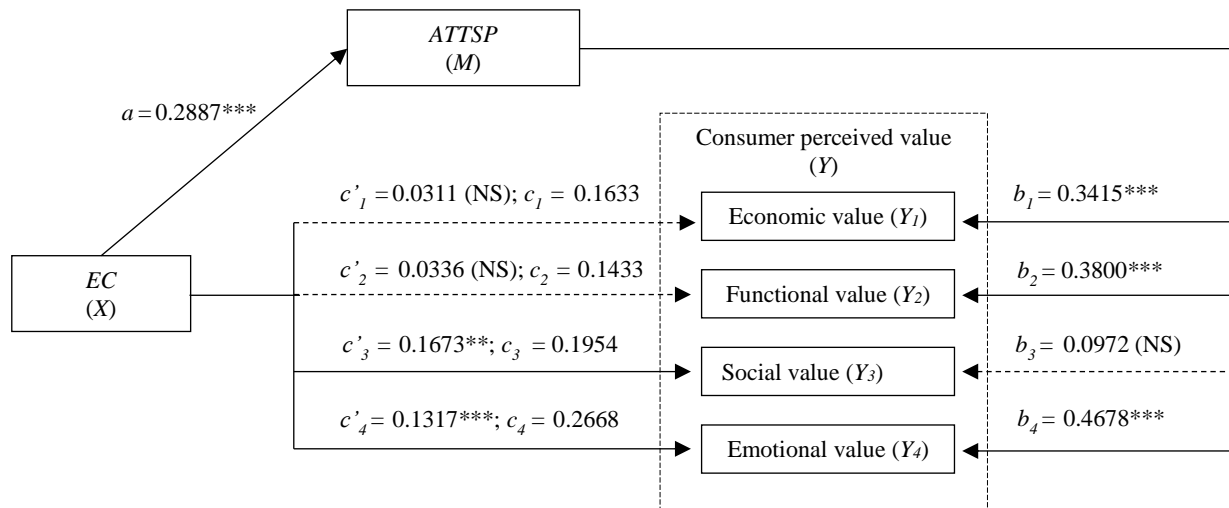 ATTSP
(M)
a = 0.2887***
Consumer perceived value
(Y)
c'1 = 0.0311 (NS); c1 = 0.1633
Economic value (Y1)
b1 = 0.3415***
EC
(X)
c'2 = 0.0336 (NS); c2 = 0.1433
Functional value (Y2)
b2 = 0.3800***
c'3 = 0.1673**; c3 = 0.1954
Social value (Y3)
b3 = 0.0972 (NS)
c'4 = 0.1317***; c4 = 0.2668
Emotional value (Y4)
b4 = 0.4678***